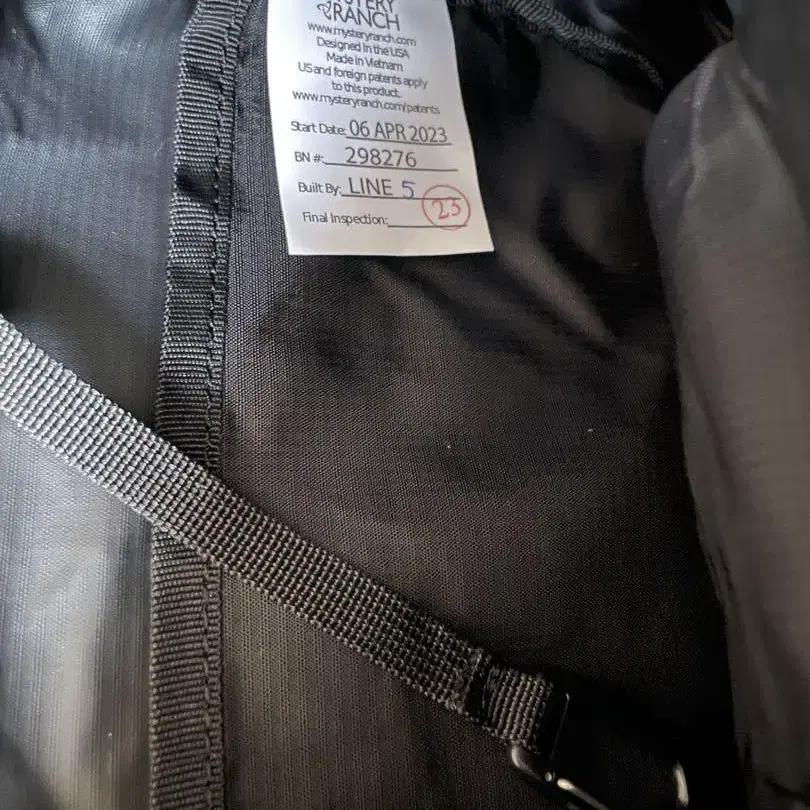 RANCH
www.mysteryranch.com
Designed in the USA
Made in Vietnam
US and foreign patents apply
to this product.
www.mysteryranch.com/patents
Start Date: 06 APR 2023
BN #: 298276
Built By: LINE 5
Final Inspection: 23